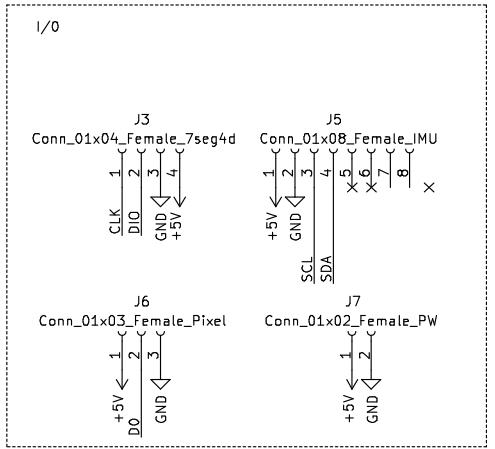 I/O
J3
Conn_01x04_Female_7seg4d
1 2 3 4
CLK DIO GND +5V
J5
Conn_01x08_Female_IMU
1 2 3 4 5 6 7 8
+5V GND SCL SDA
J6
Conn_01x03_Female_Pixel
1 2 3
+5V DO GND
J7
Conn_01x02_Female_PW
1 2
+5V GND